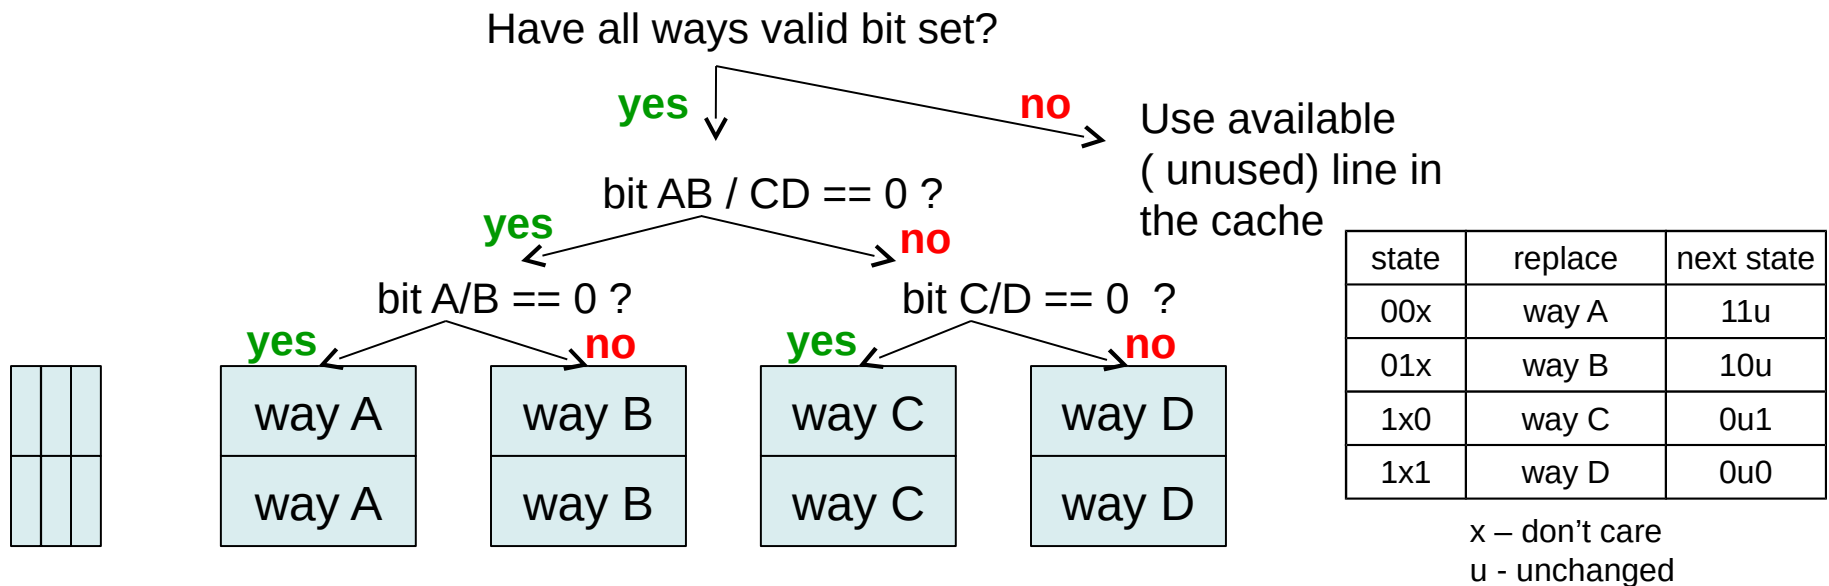 Have all ways valid bit set?
yes
no
Use available
( unused) line in
the cache
bit AB / CD == 0 ?
yes
no
bit A/B == 0 ?
bit C/D == 0 ?
yes
no
yes
no
way A
way B
way C
way D
way A
way B
way C
way D
state replace next state
00x way A 11u
01x way B 10u
1x0 way C 0u1
1x1 way D 0u0
x – don’t care
u - unchanged